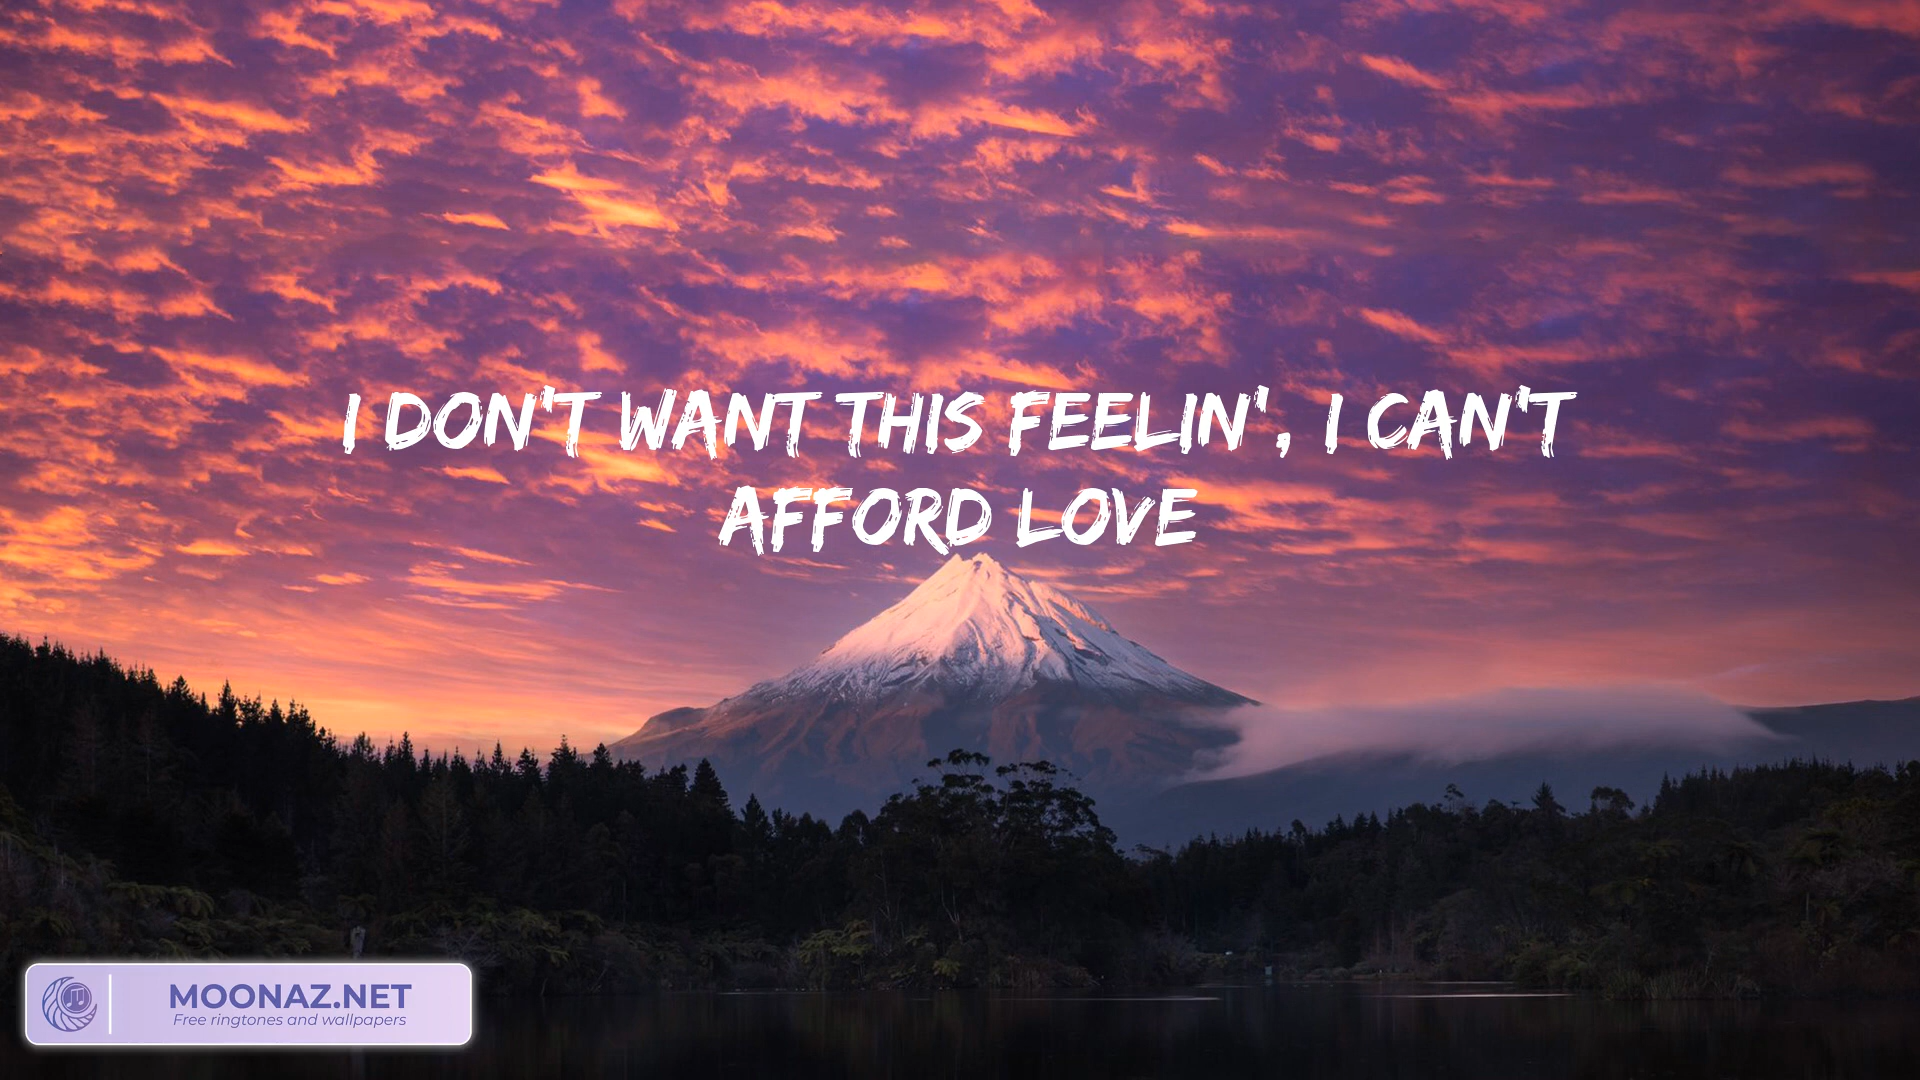 I DON'T WANT THIS FEELIN', I CAN'T
AFFORD LOVE
MOONAZ.NET
Free ringtones and wallpapers